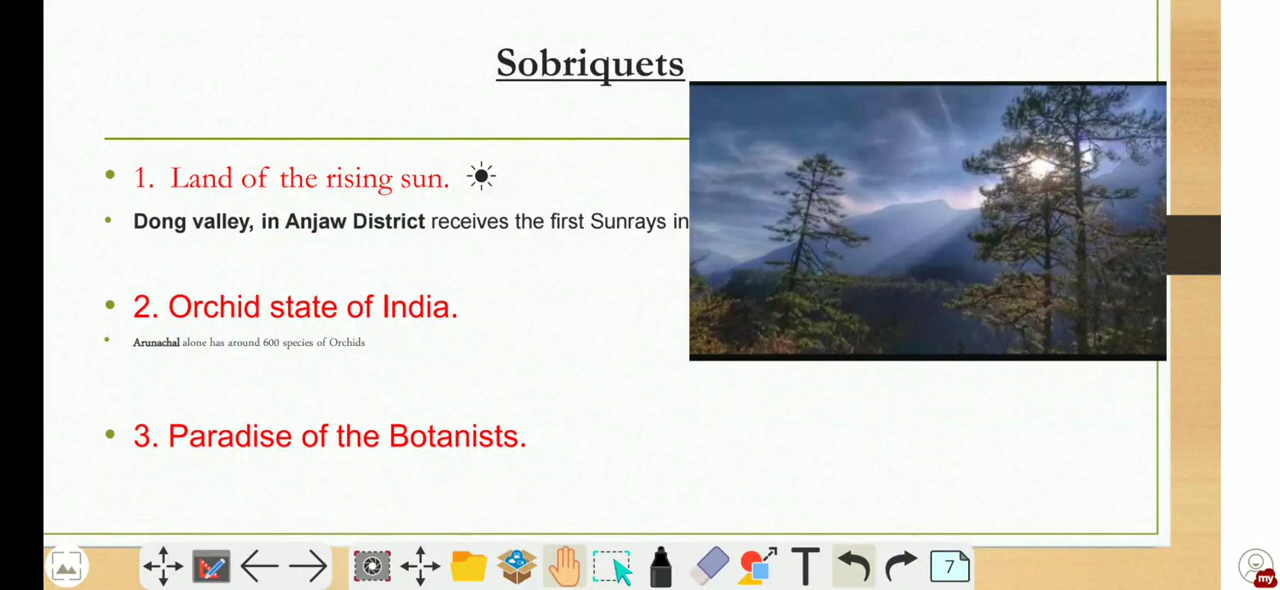 Sobriquets
1. Land of the rising sun.
Dong valley, in Anjaw District receives the first Sunrays in
2. Orchid state of India.
Arunachal alone has around 600 species of Orchids
3. Paradise of the Botanists.
T
7
my